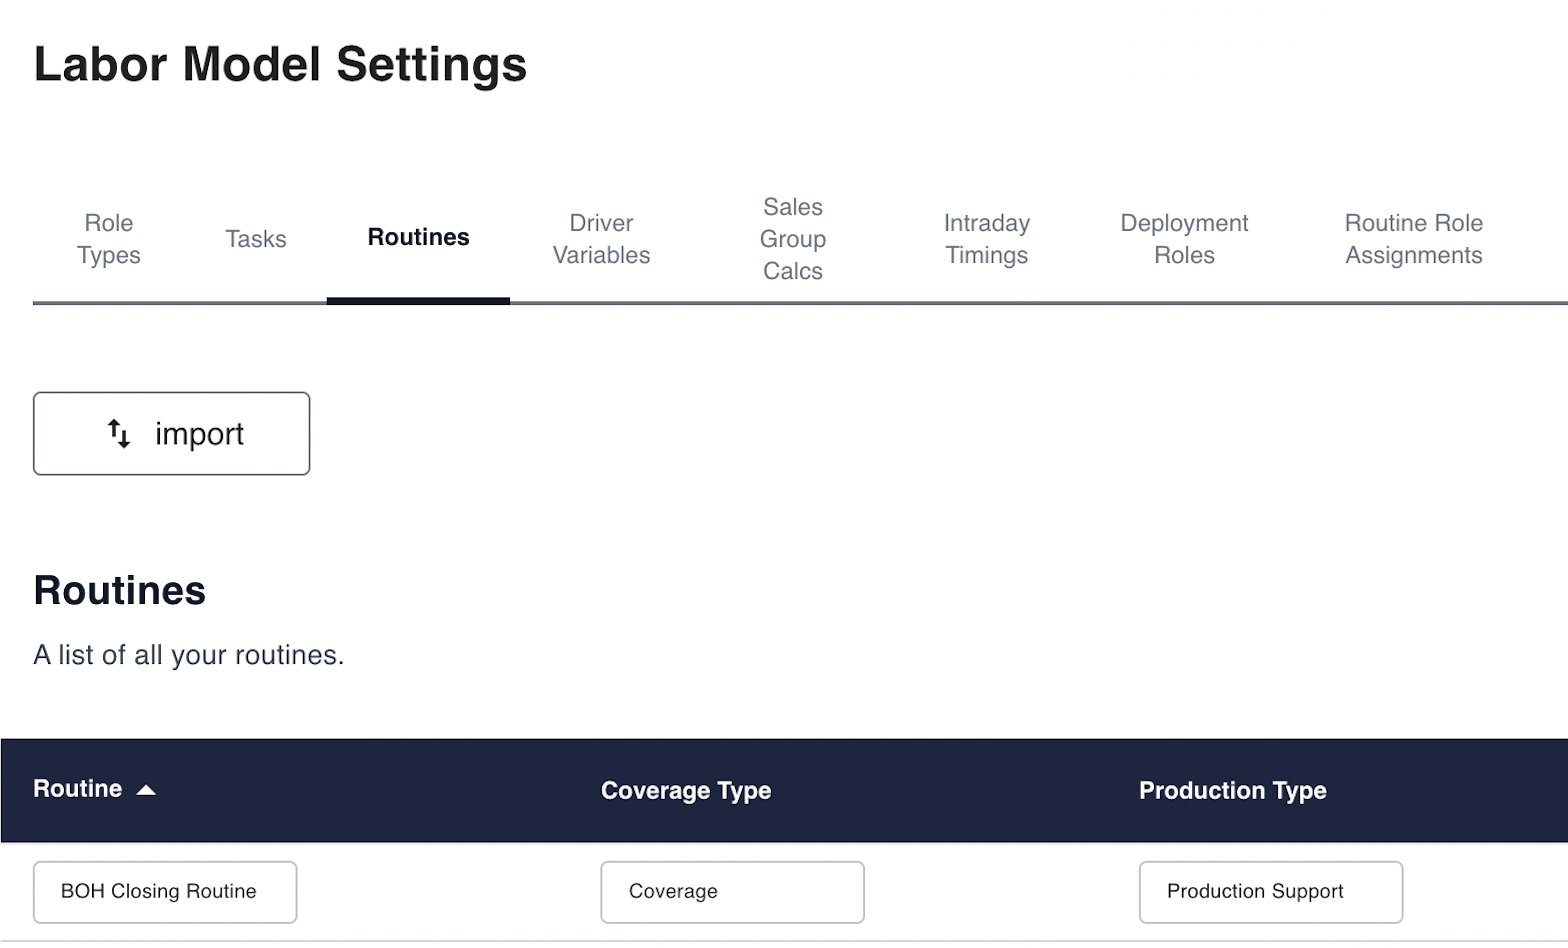 Labor Model Settings
Role
Types
Tasks
Routines
Driver
Variables
Sales
Group
Calcs
Intraday
Timings
Deployment
Roles
Routine Role
Assignments
import
Routines
A list of all your routines.
Routine Coverage Type Production Type
BOH Closing Routine Coverage Production Support